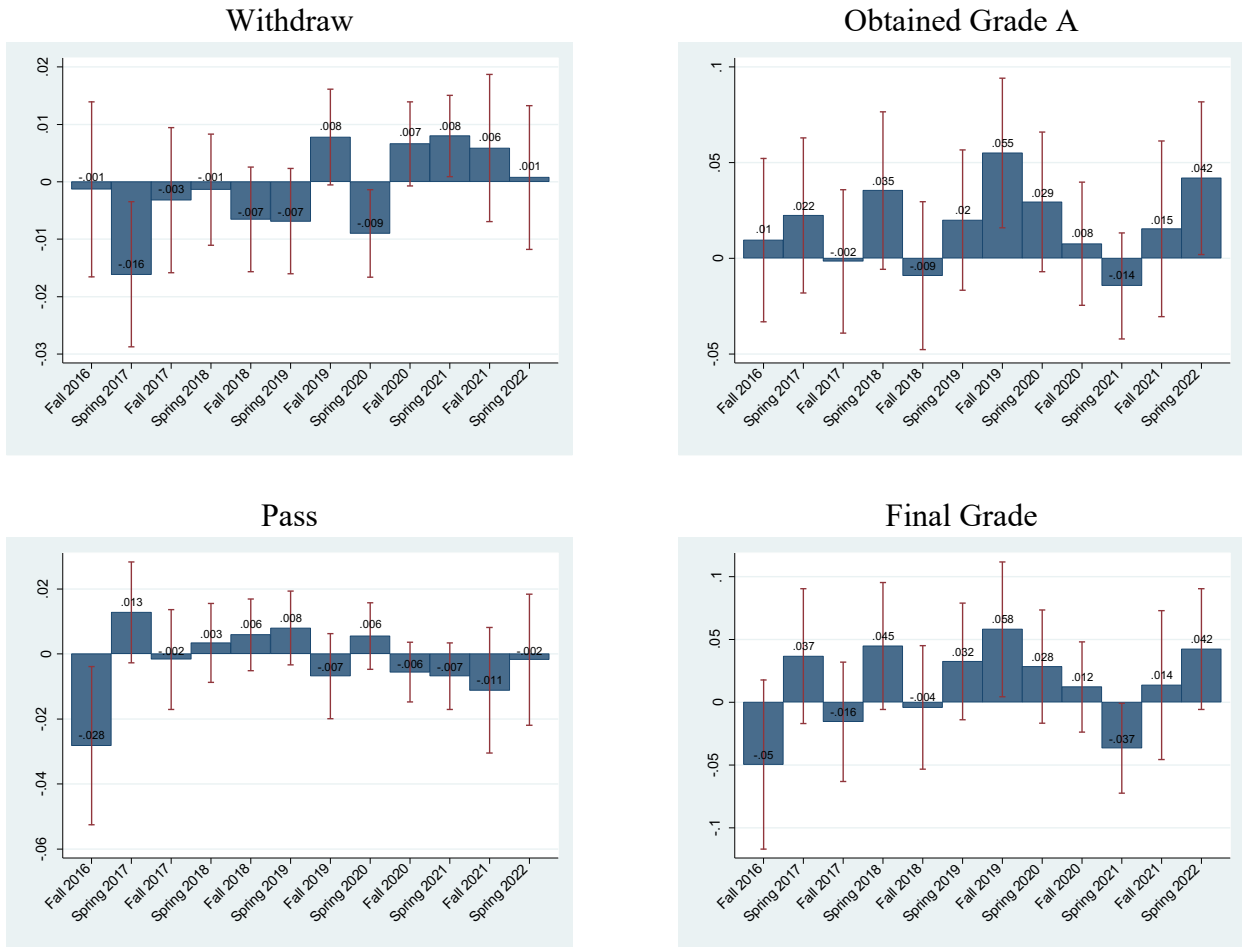 Withdraw
.02
.01
0
-.01
-.02
-.03
-.001
-.016
-.003
-.001
-.007
-.007
.008
-.009
.007
.008
.006
.001
Fall 2016
Spring 2017
Fall 2017
Spring 2018
Fall 2018
Spring 2019
Fall 2019
Spring 2020
Fall 2020
Spring 2021
Fall 2021
Spring 2022
Obtained Grade A
.1
.05
0
-.05
.01
.022
-.002
.035
-.009
.02
.055
.029
.008
-.014
.015
.042
Fall 2016
Spring 2017
Fall 2017
Spring 2018
Fall 2018
Spring 2019
Fall 2019
Spring 2020
Fall 2020
Spring 2021
Fall 2021
Spring 2022
Pass
.02
0
-.02
-.04
-.06
-.028
.013
-.002
.003
.006
.008
-.007
.006
-.006
-.007
-.011
-.002
Fall 2016
Spring 2017
Fall 2017
Spring 2018
Fall 2018
Spring 2019
Fall 2019
Spring 2020
Fall 2020
Spring 2021
Fall 2021
Spring 2022
Final Grade
.1
.05
0
-.05
-.1
-.05
.037
-.016
.045
-.004
.032
.058
.028
.012
-.037
.014
.042
Fall 2016
Spring 2017
Fall 2017
Spring 2018
Fall 2018
Spring 2019
Fall 2019
Spring 2020
Fall 2020
Spring 2021
Fall 2021
Spring 2022